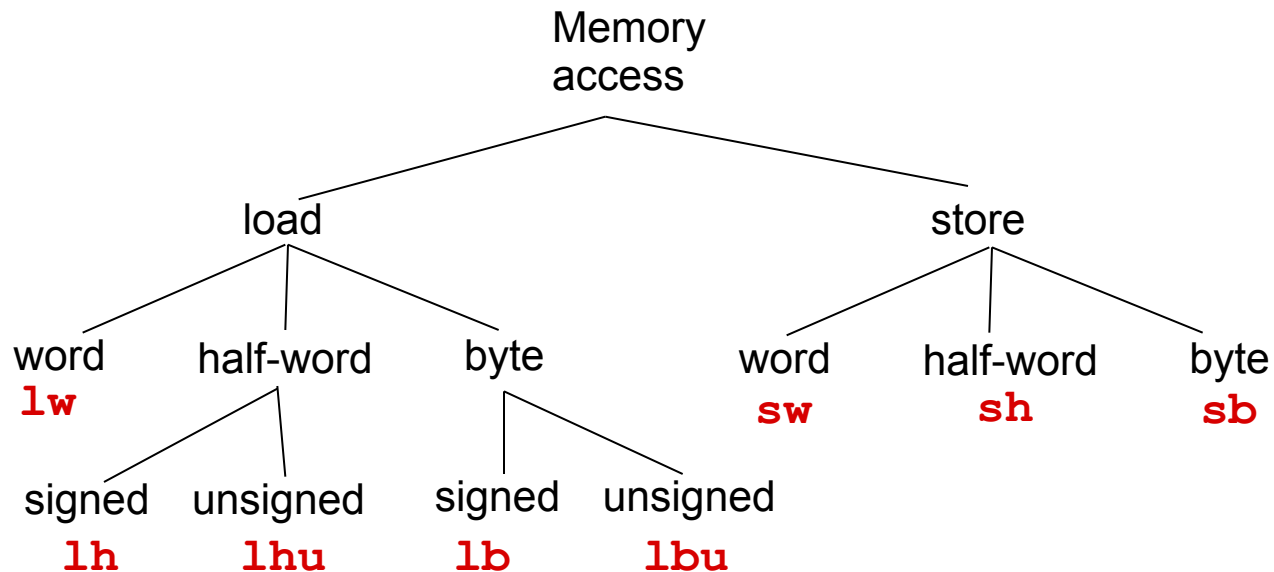 Memory
access
load
store
word
half-word
byte
word
half-word
byte
lw
sw
sh
sb
signed
unsigned
signed
unsigned
lh
lhu
lb
lbu